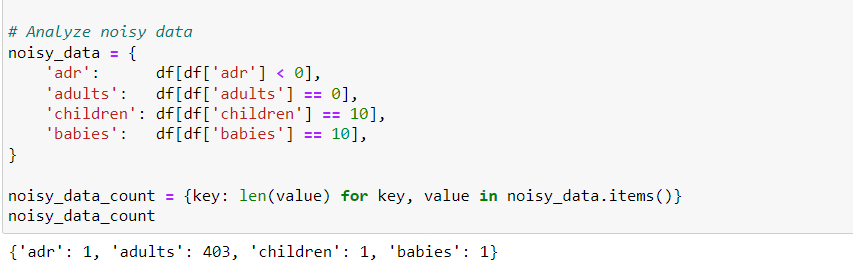 # Analyze noisy data
noisy_data = {
    'adr':      df[df['adr'] < 0],
    'adults':   df[df['adults'] == 0],
    'children': df[df['children'] == 10],
    'babies':   df[df['babies'] == 10],
}
noisy_data_count = {key: len(value) for key, value in noisy_data.items()}
noisy_data_count
{'adr': 1, 'adults': 403, 'children': 1, 'babies': 1}